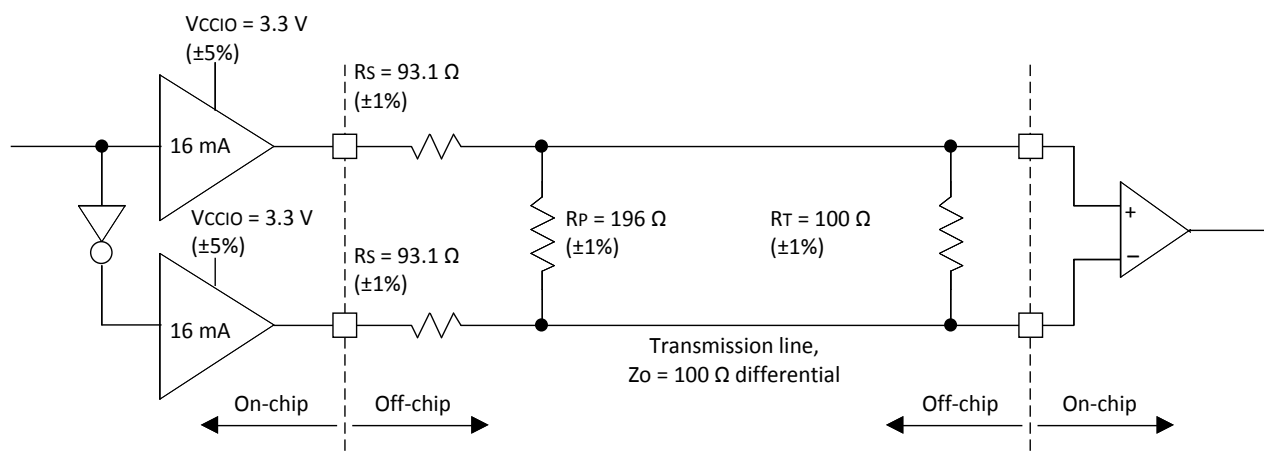 VCCIO = 3.3 V
(±5%)
RS = 93.1 Ω
(±1%)
16 mA
VCCIO = 3.3 V
(±5%)
RP = 196 Ω
(±1%)
RT = 100 Ω
(±1%)
+
−
RS = 93.1 Ω
(±1%)
16 mA
Transmission line,
ZO = 100 Ω differential
On-chip
Off-chip
Off-chip
On-chip